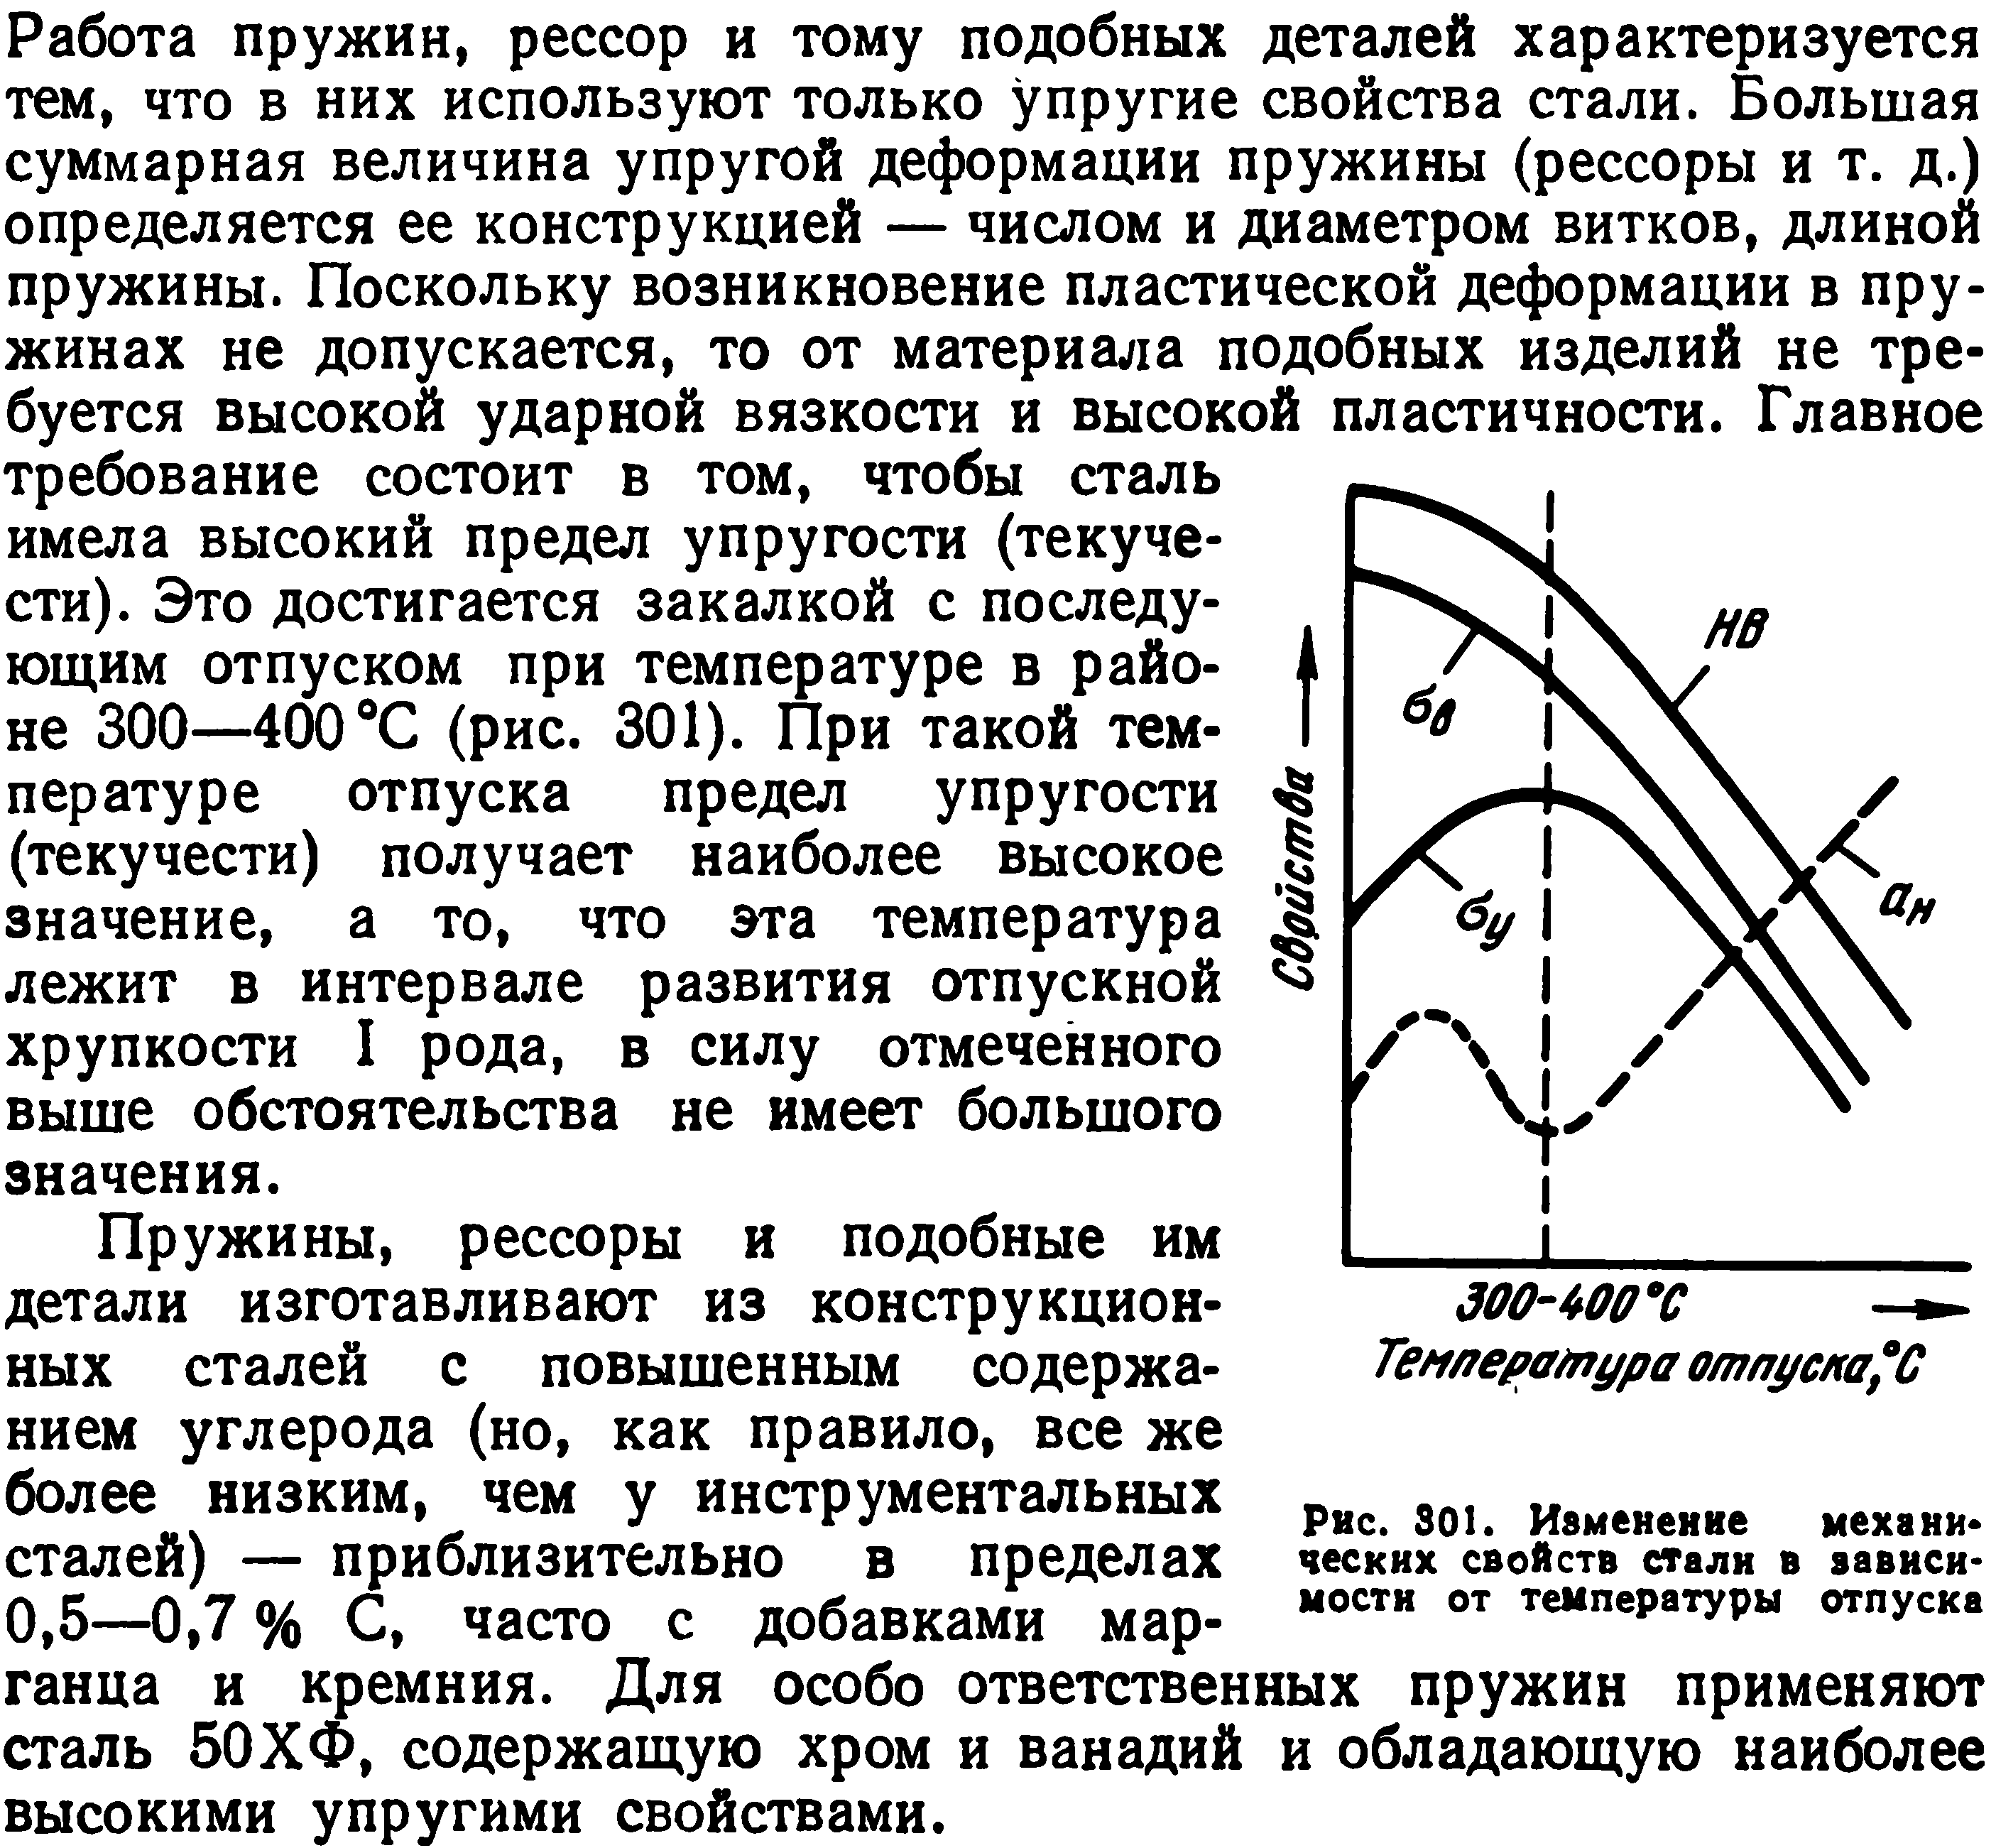 Работа пружин, рессор и тому подобных деталей характеризуется
тем, что в них используют только упругие свойства стали. Большая
суммарная величина упругой деформации пружины (рессоры и т. д.)
определяется ее конструкцией — числом и диаметром витков, длиной
пружины. Поскольку возникновение пластической деформации в пру-
жинах не допускается, то от материала подобных изделий не тре-
буется высокой ударной вязкости и высокой пластичности. Главное
требование состоит в том, чтобы сталь
имела высокий предел упругости (текуче-
сти). Это достигается закалкой с последу-
ющим отпуском при температуре в райо-
не 300—400 °С (рис. 301). При такой тем-
пературе отпуска предел упругости
(текучести) получает наиболее высокое
значение, а то, что эта температура
лежит в интервале развития отпускной
хрупкости I рода, в силу отмеченного
выше обстоятельства не имеет большого
значения.
Пружины, рессоры и подобные им
детали изготавливают из конструкцион-
ных сталей с повышенным содержа-
нием углерода (но, как правило, все же
более низким, чем у инструментальных
сталей) — приблизительно в пределах
0,5—0,7 % С, часто с добавками мар-
ганца и кремния. Для особо ответственных пружин применяют
сталь 50ХФ, содержащую хром и ванадий и обладающую наиболее
высокими упругими свойствами.
Свойства
НВ
σв
σу
aн
300-400°С
Температура отпуска,°С
Рис. 301. Изменение механи-
ческих свойств стали в зависи-
мости от температуры отпуска